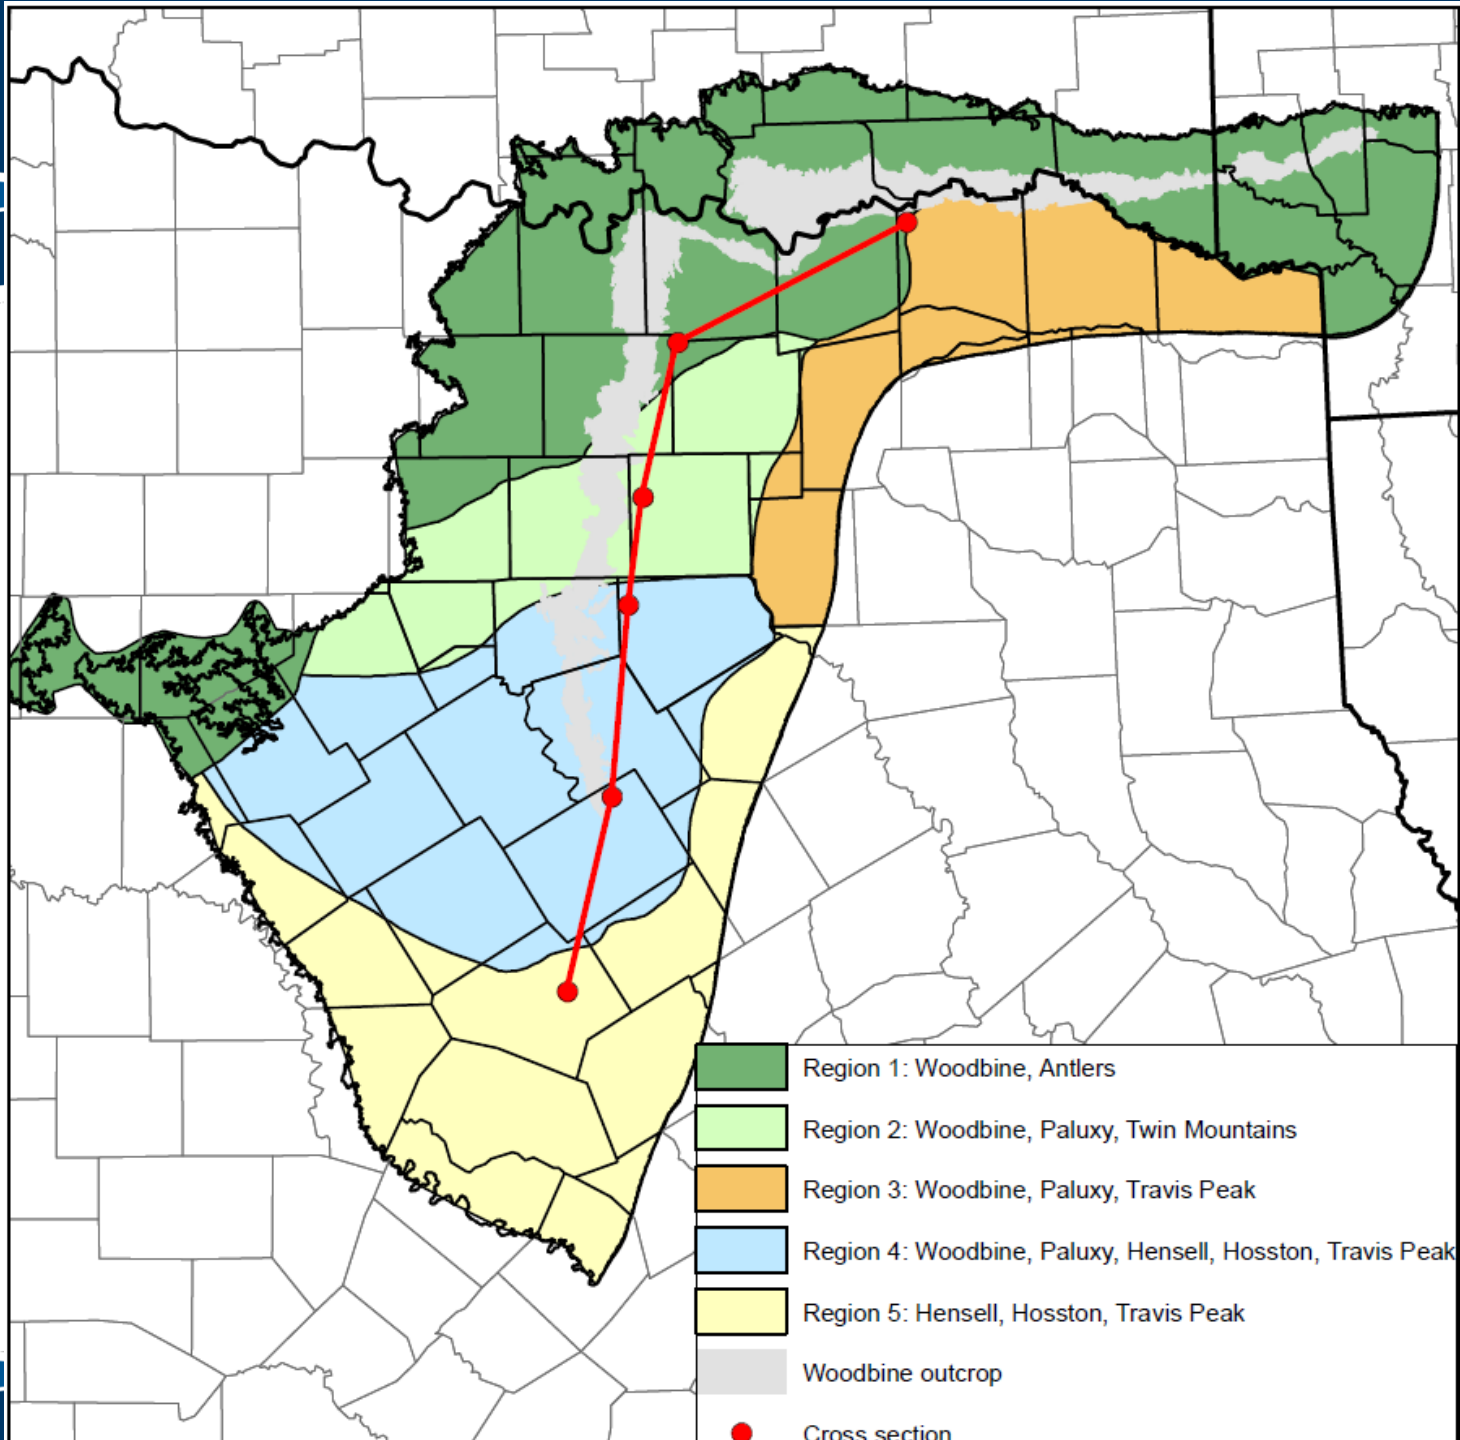 Region 1: Woodbine, Antlers
Region 2: Woodbine, Paluxy, Twin Mountains
Region 3: Woodbine, Paluxy, Travis Peak
Region 4: Woodbine, Paluxy, Hensell, Hosston, Travis Peak
Region 5: Hensell, Hosston, Travis Peak
Woodbine outcrop
Cross section